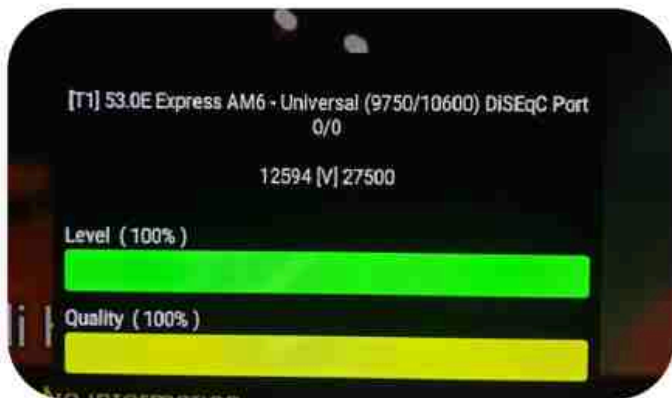 [T1] 53.0E Express AM6 - Universal (9750/10600) DiSEqC Port
0/0
12594 [V] 27500
Level ( 100% )
Quality ( 100% )